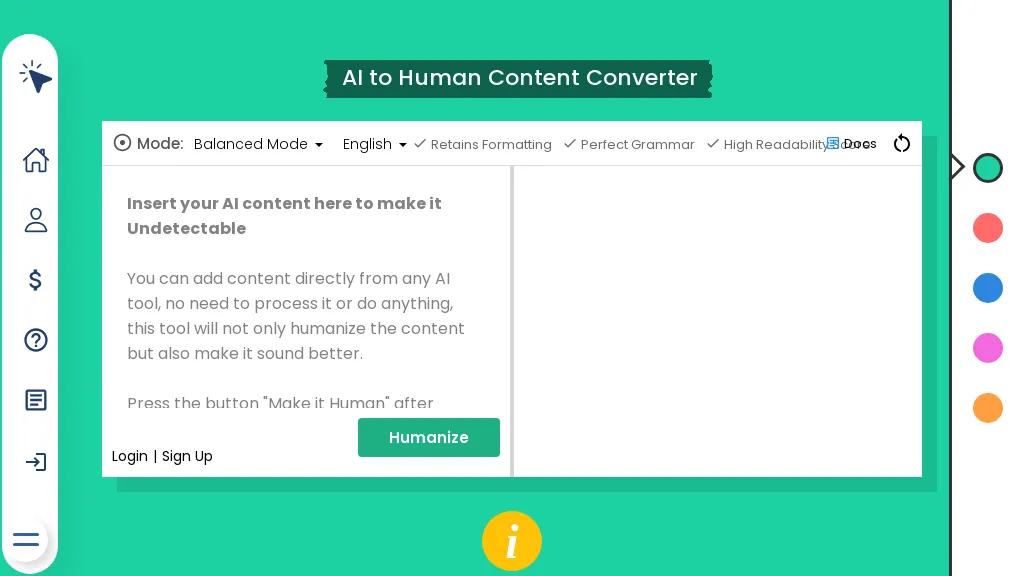 AI to Human Content Converter
Mode: Balanced Mode English Retains Formatting Perfect Grammar High Readability Score Docs
Insert your AI content here to make it
Undetectable
You can add content directly from any AI
tool, no need to process it or do anything,
this tool will not only humanize the content
but also make it sound better.
Press the button "Make it Human" after
Humanize
Login | Sign Up
i